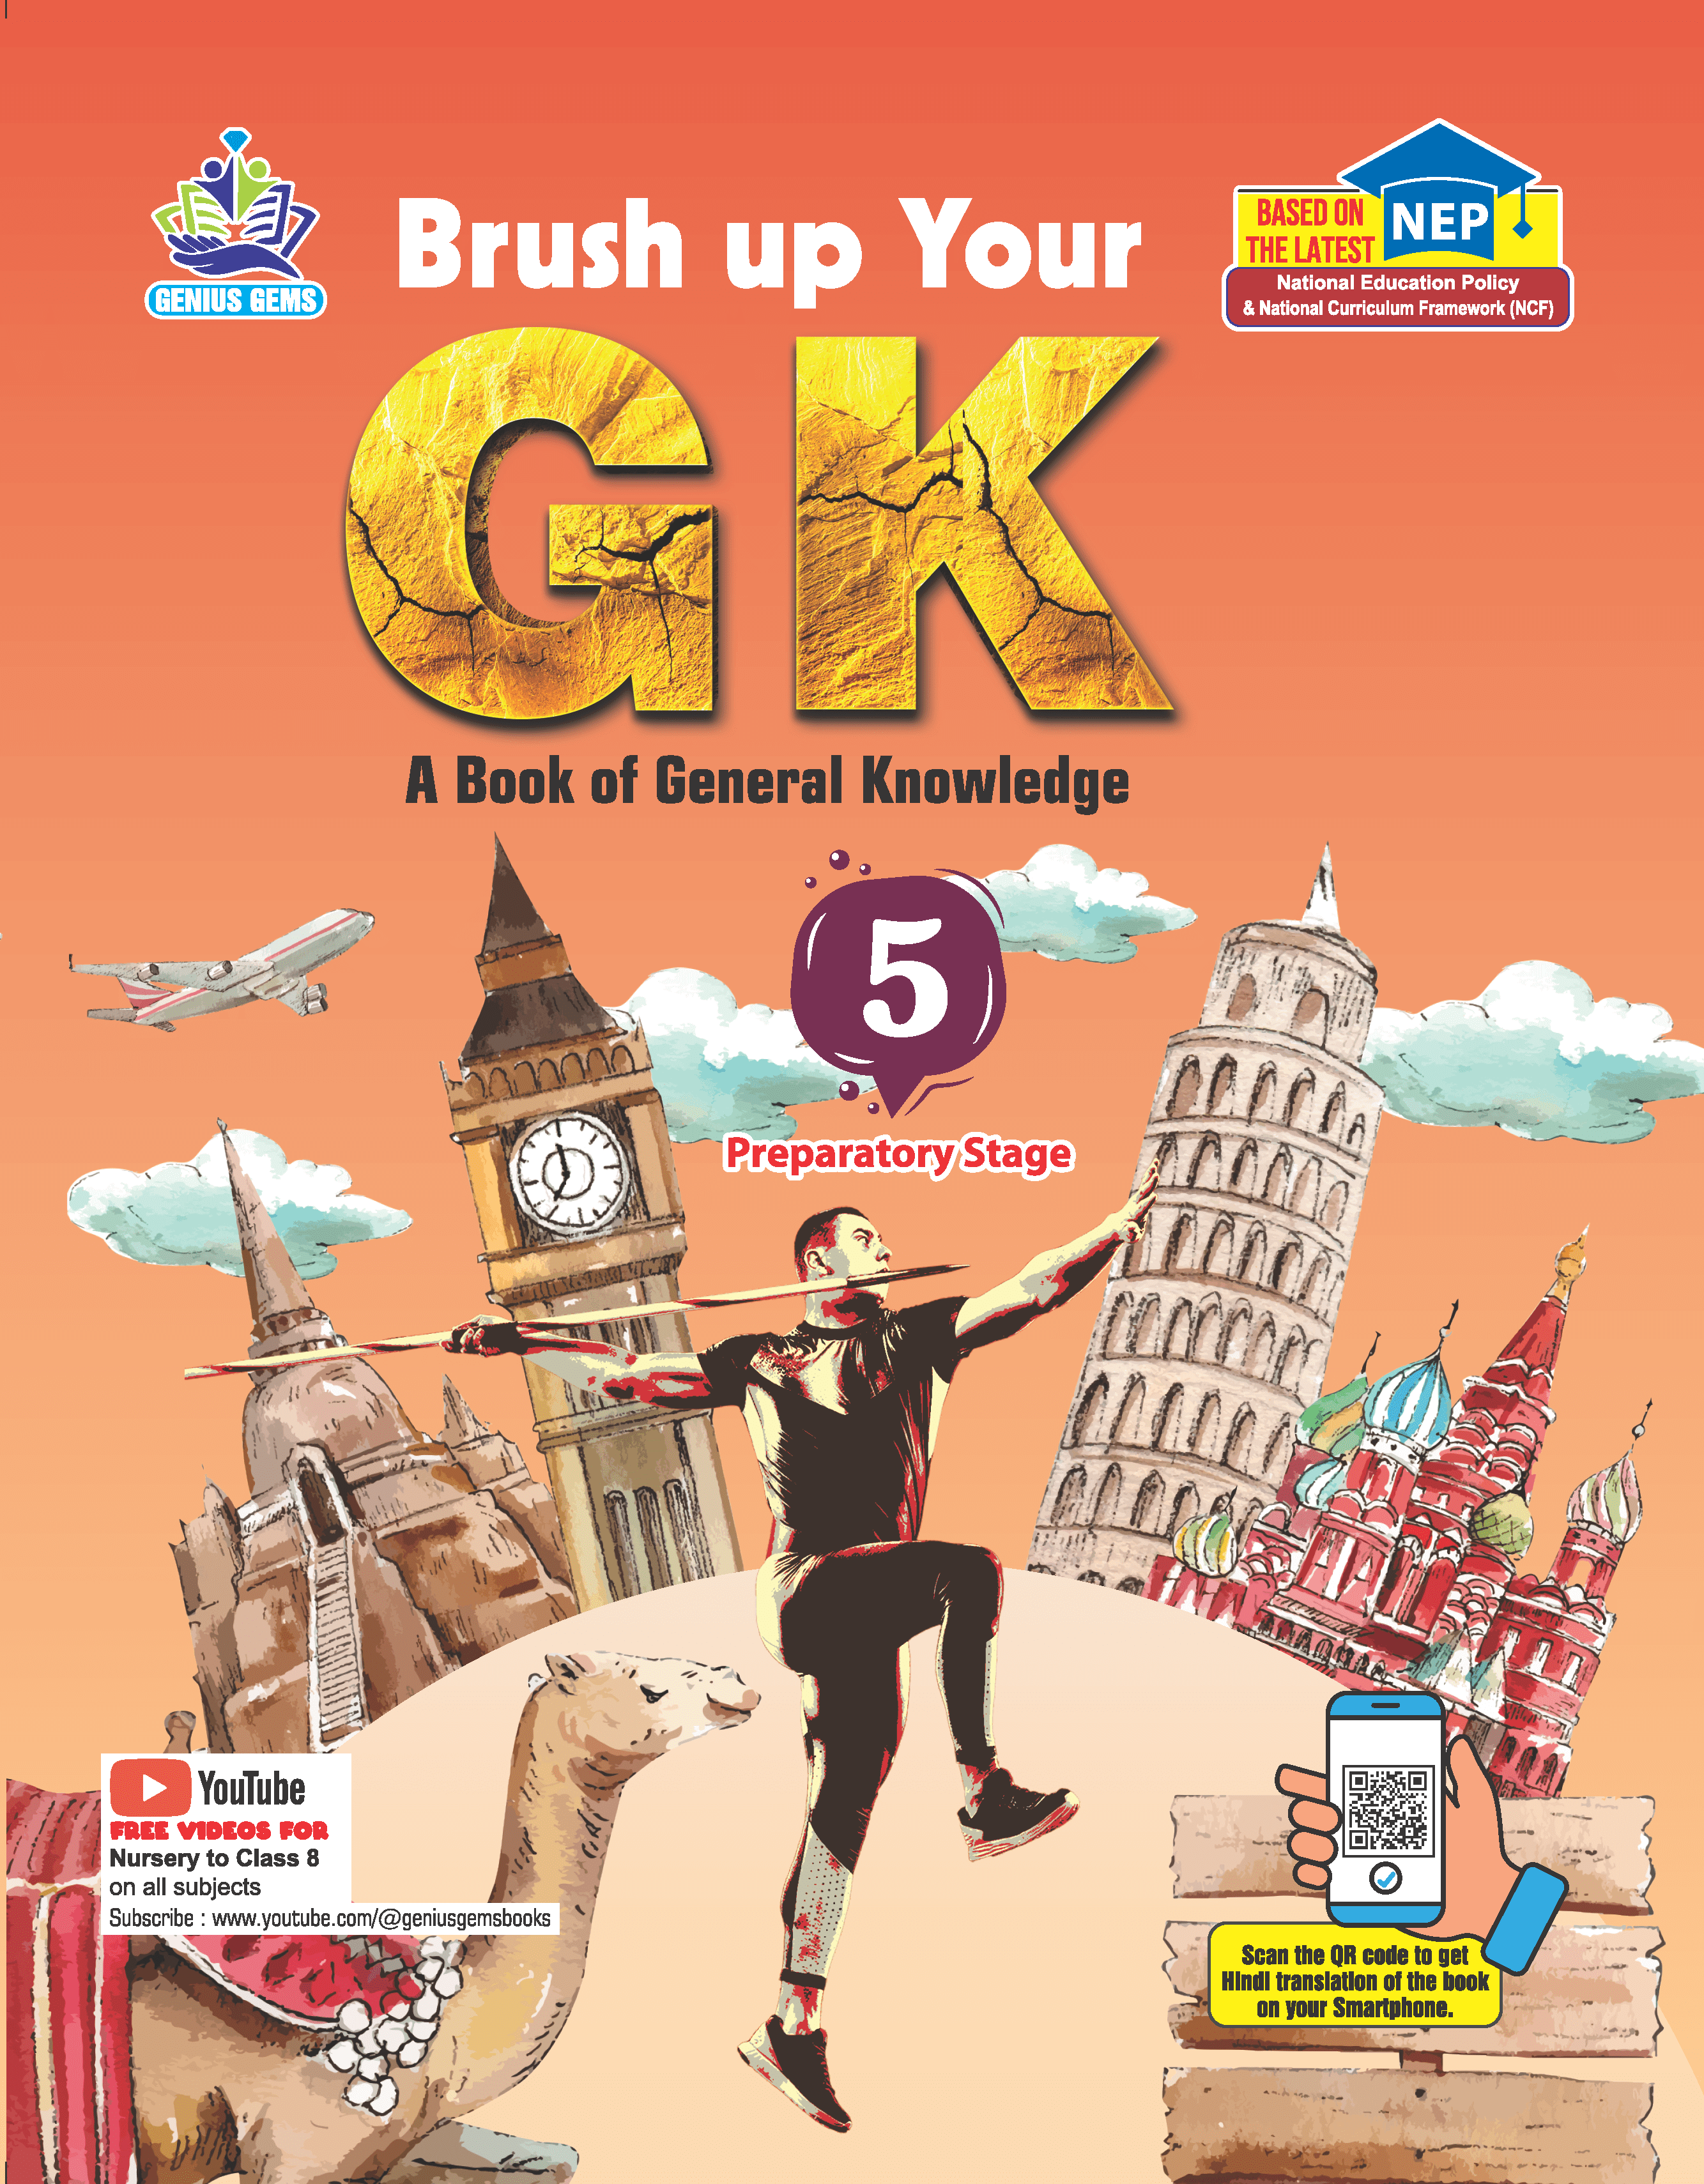 GENIUS GEMS
Brush up Your
GK
BASED ON
THE LATEST
NEP
National Education Policy
& National Curriculum Framework (NCF)
A Book of General Knowledge
5
Preparatory Stage
YouTube
FREE VIDEOS FOR
Nursery to Class 8
on all subjects
Subscribe : www.youtube.com/@geniusgemsbooks
Scan the QR code to get
Hindi translation of the book
on your Smartphone.